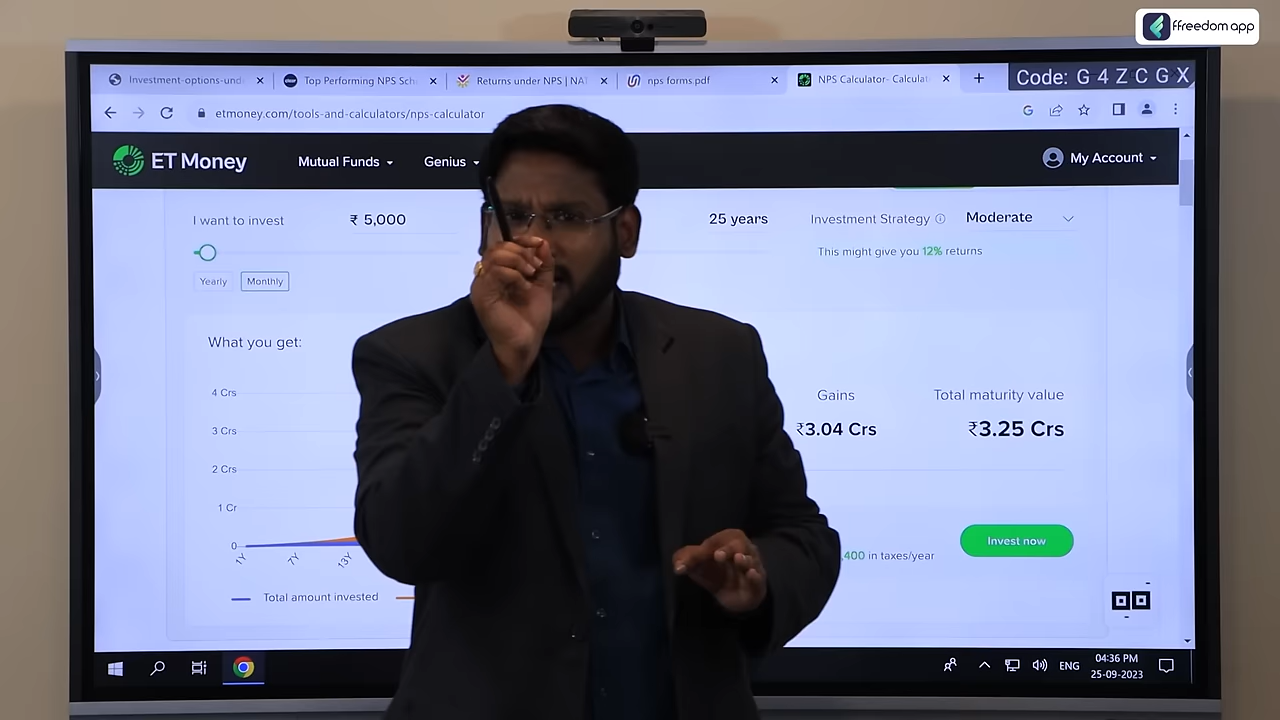 ffreedom app
Investment-options-und
Top Performing NPS Sch
Returns under NPS | NAT
nps forms.pdf
NPS Calculator- Calculat
Code: G 4 Z C G X
etmoney.com/tools-and-calculators/nps-calculator
ET Money
Mutual Funds
Genius
My Account
I want to invest
₹ 5,000
25 years
Investment Strategy
Moderate
This might give you 12% returns
Yearly
Monthly
What you get:
4 Crs
3 Crs
2 Crs
1 Cr
0
1Y
7Y
13Y
Gains
Total maturity value
₹3.04 Crs
₹3.25 Crs
,400 in taxes/year
Invest now
Total amount invested
ENG
04:36 PM
25-09-2023